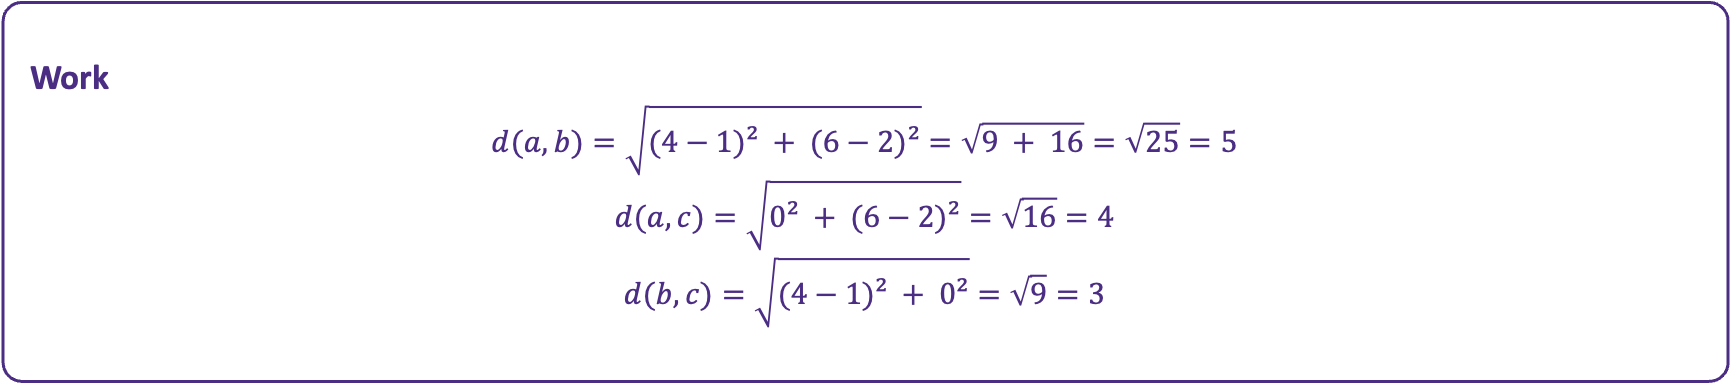 Work
d(a, b) = √(4 − 1)² + (6 − 2)² = √9 + 16 = √25 = 5
d(a, c) = √0² + (6 − 2)² = √16 = 4
d(b, c) = √(4 − 1)² + 0² = √9 = 3